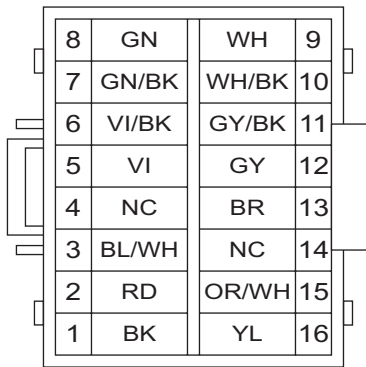 8 GN WH 9
7 GN/BK WH/BK 10
6 VI/BK GY/BK 11
5 VI GY 12
4 NC BR 13
3 BL/WH NC 14
2 RD OR/WH 15
1 BK YL 16